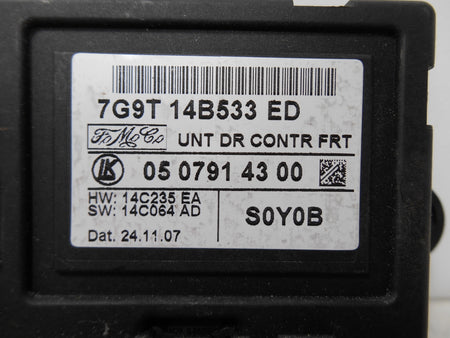 7G9T 14B533 ED
FoMoCo UNT DR CONTR FRT
LK 05 0791 43 00
HW: 14C235 EA
SW: 14C064 AD
S0Y0B
Dat. 24.11.07